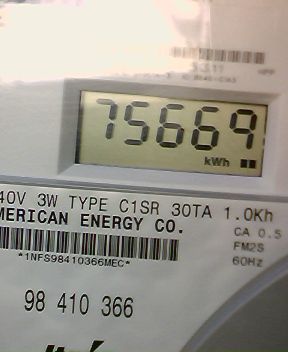 75669
kWh
40V 3W TYPE C1SR 30TA 1.0Kh
MERICAN ENERGY CO.
CA 0.5
*1NFS98410366MEC*
FM2S
60Hz
98 410 366